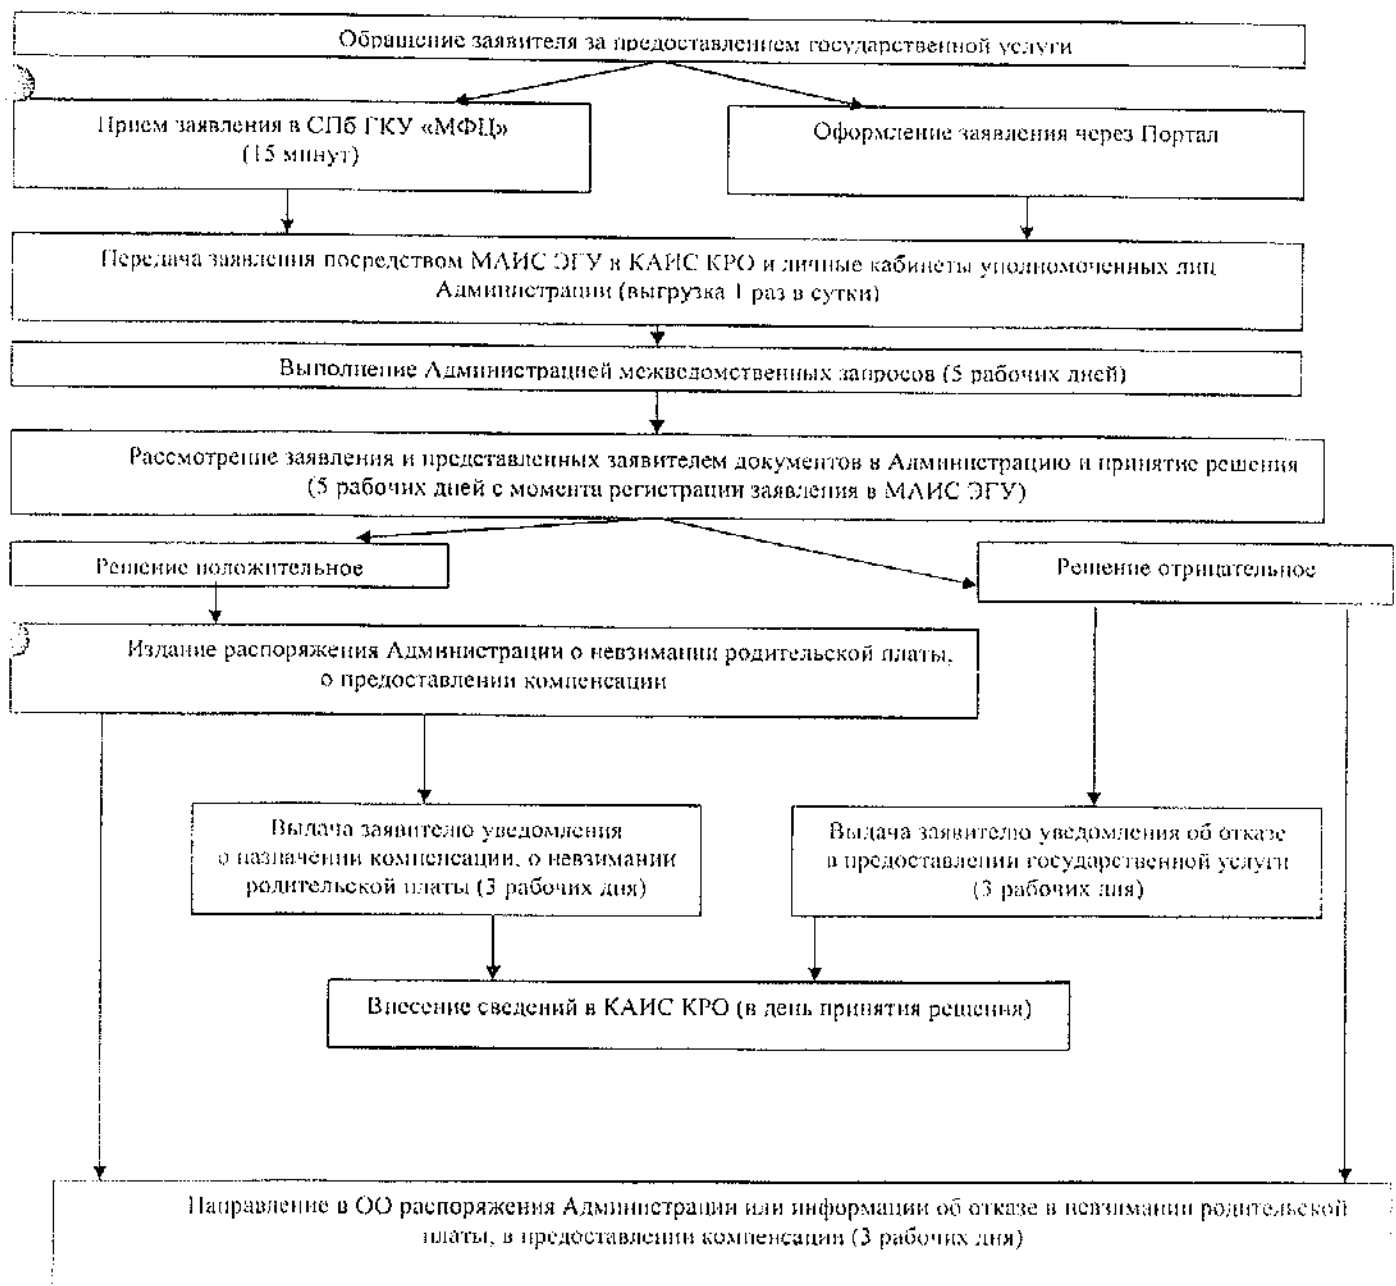 Обращение заявителя за предоставлением государственной услуги
Прием заявления в СПб ГКУ «МФЦ»
(15 минут)
Оформление заявления через Портал
Передача заявления посредством МАИС ЭГУ в КАИС КРО и личные кабинеты уполномоченных лиц
Администрации (выгрузка 1 раз в сутки)
Выполнение Администрацией межведомственных запросов (5 рабочих дней)
Рассмотрение заявления и представленных заявителем документов в Администрацию и принятие решения
(5 рабочих дней с момента регистрации заявления в МАИС ЭГУ)
Решение положительное
Решение отрицательное
Издание распоряжения Администрации о невзимании родительской платы,
о предоставлении компенсации
Выдача заявителю уведомления
о назначении компенсации, о невзимании
родительской платы (3 рабочих дня)
Выдача заявителю уведомления об отказе
в предоставлении государственной услуги
(3 рабочих дня)
Внесение сведений в КАИС КРО (в день принятия решения)
Направление в ОО распоряжения Администрации или информации об отказе в невзимании родительской
платы, в предоставлении компенсации (3 рабочих дня)